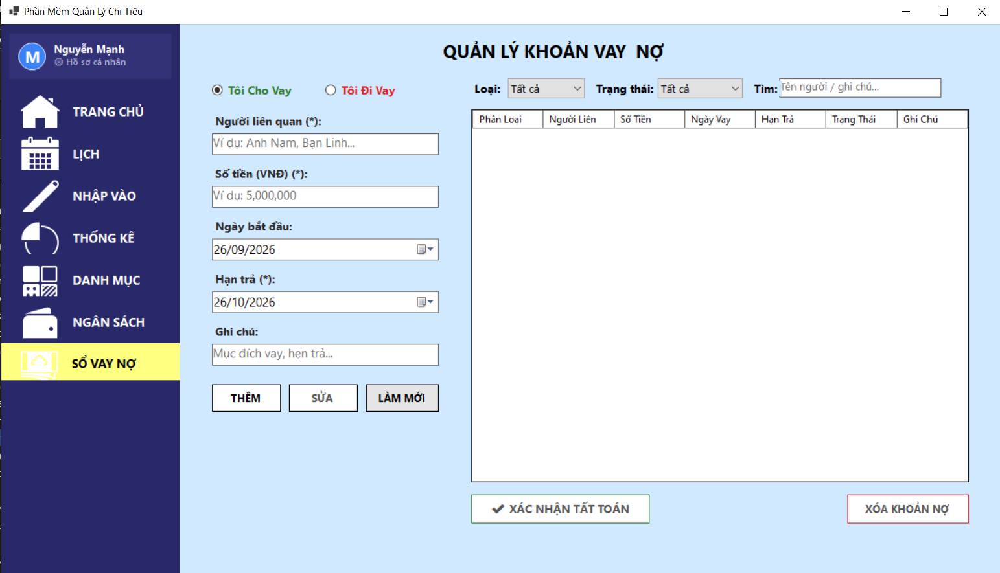 Phần Mềm Quản Lý Chi Tiêu
M
Nguyễn Mạnh
Hồ sơ cá nhân
TRANG CHỦ
LỊCH
NHẬP VÀO
THỐNG KÊ
DANH MỤC
NGÂN SÁCH
SỔ VAY NỢ
QUẢN LÝ KHOẢN VAY NỢ
Tôi Cho Vay
Tôi Đi Vay
Người liên quan (*):
Ví dụ: Anh Nam, Bạn Linh...
Số tiền (VNĐ) (*):
Ví dụ: 5,000,000
Ngày bắt đầu:
26/09/2026
Hạn trả (*):
26/10/2026
Ghi chú:
Mục đích vay, hẹn trả...
THÊM
SỬA
LÀM MỚI
Loại: Tất cả
Trạng thái: Tất cả
Tìm: Tên người / ghi chú...
Phân Loại Người Liên Số Tiền Ngày Vay Hạn Trả Trạng Thái Ghi Chú
✔ XÁC NHẬN TẤT TOÁN
XÓA KHOẢN NỢ